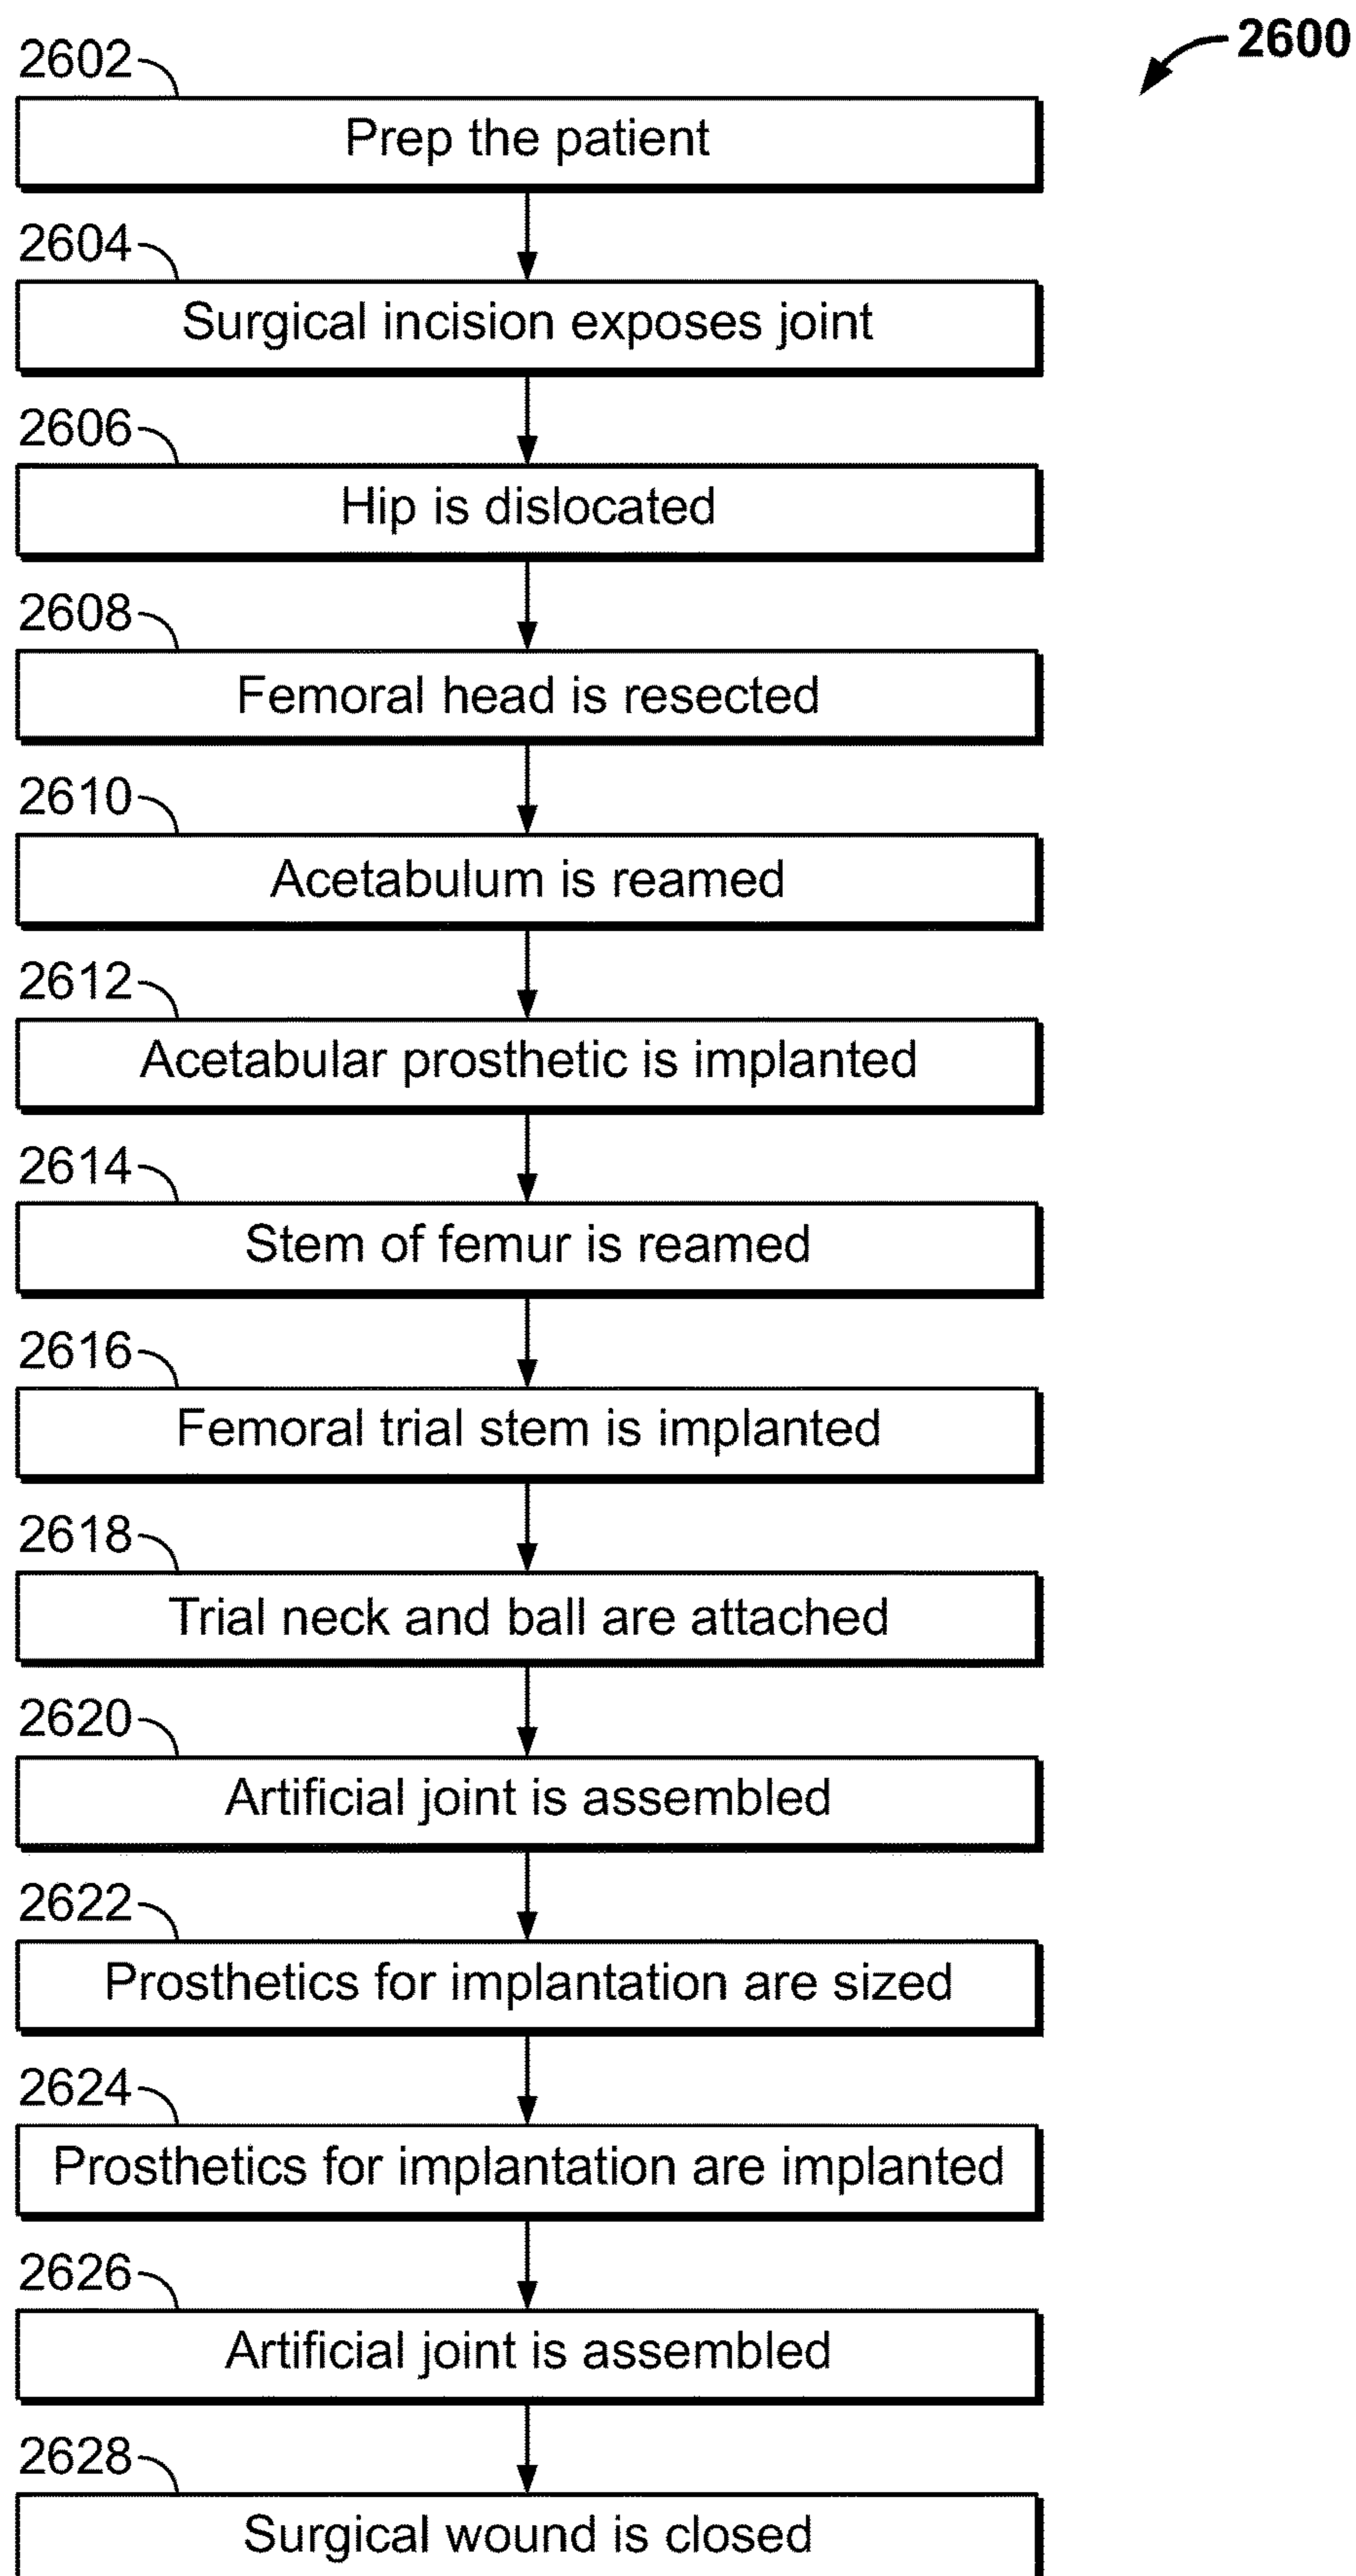 2600
2602
Prep the patient
2604
Surgical incision exposes joint
2606
Hip is dislocated
2608
Femoral head is resected
2610
Acetabulum is reamed
2612
Acetabular prosthetic is implanted
2614
Stem of femur is reamed
2616
Femoral trial stem is implanted
2618
Trial neck and ball are attached
2620
Artificial joint is assembled
2622
Prosthetics for implantation are sized
2624
Prosthetics for implantation are implanted
2626
Artificial joint is assembled
2628
Surgical wound is closed